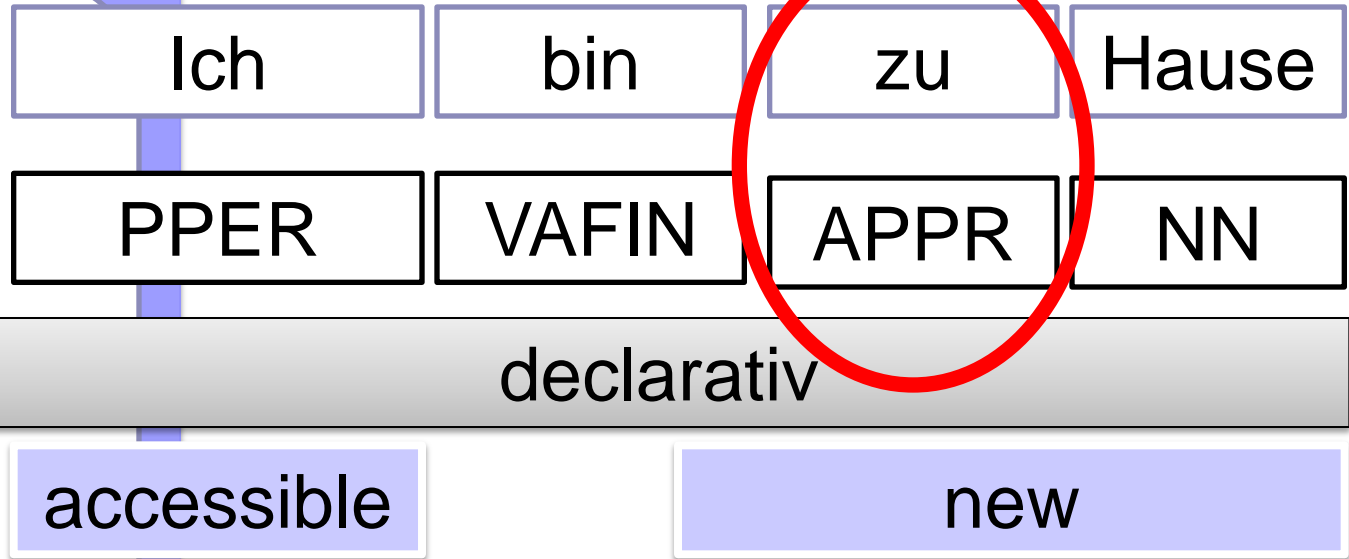 Ich bin zu Hause
PPER VAFIN APPR NN
declarativ
accessible new